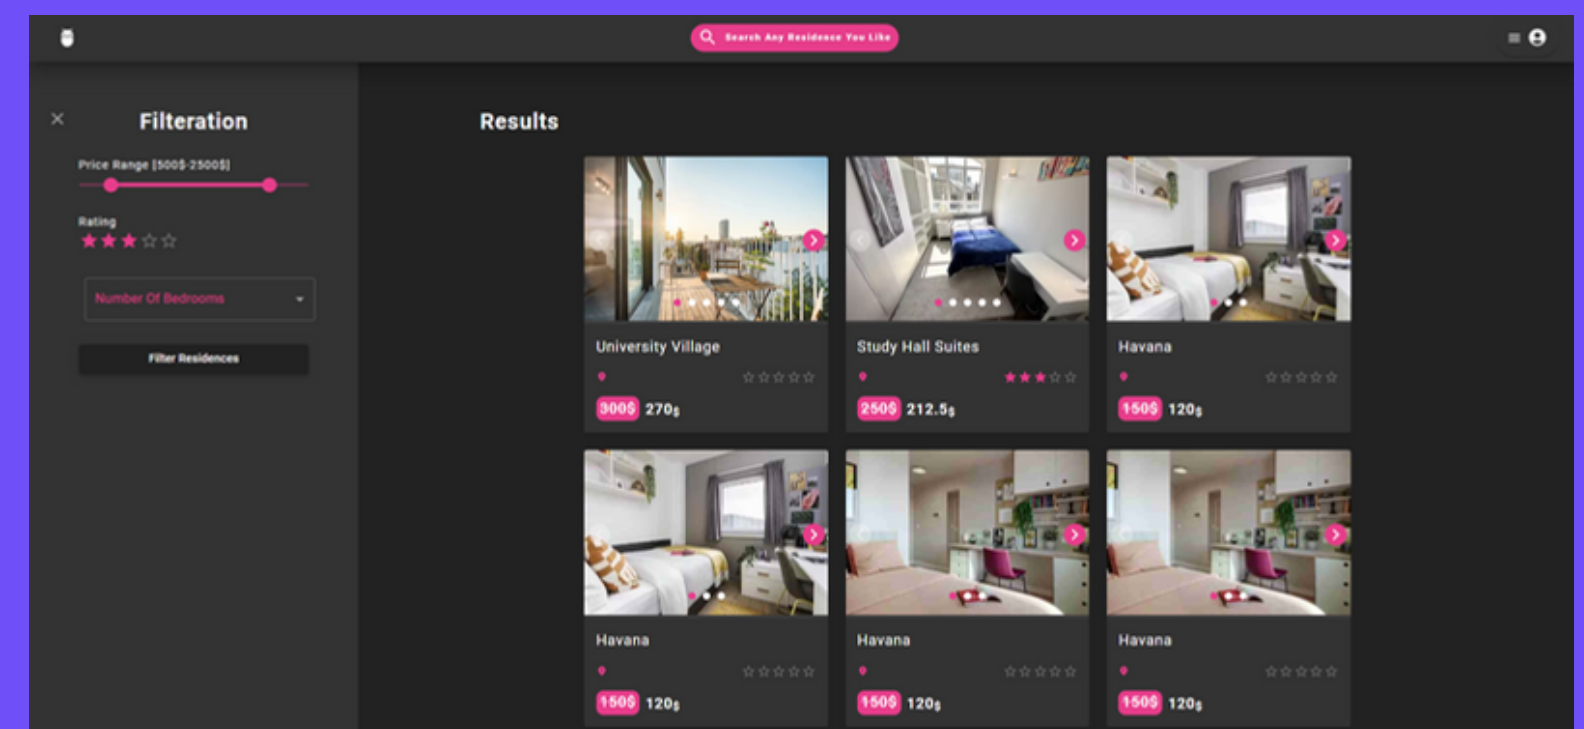 Search Any Residence You Like
Filteration
Price Range [500$-2500$]
Rating
Number Of Bedrooms
Filter Residences
Results
University Village
300$ 270$
Study Hall Suites
250$ 212.5$
Havana
150$ 120$
Havana
150$ 120$
Havana
150$ 120$
Havana
150$ 120$